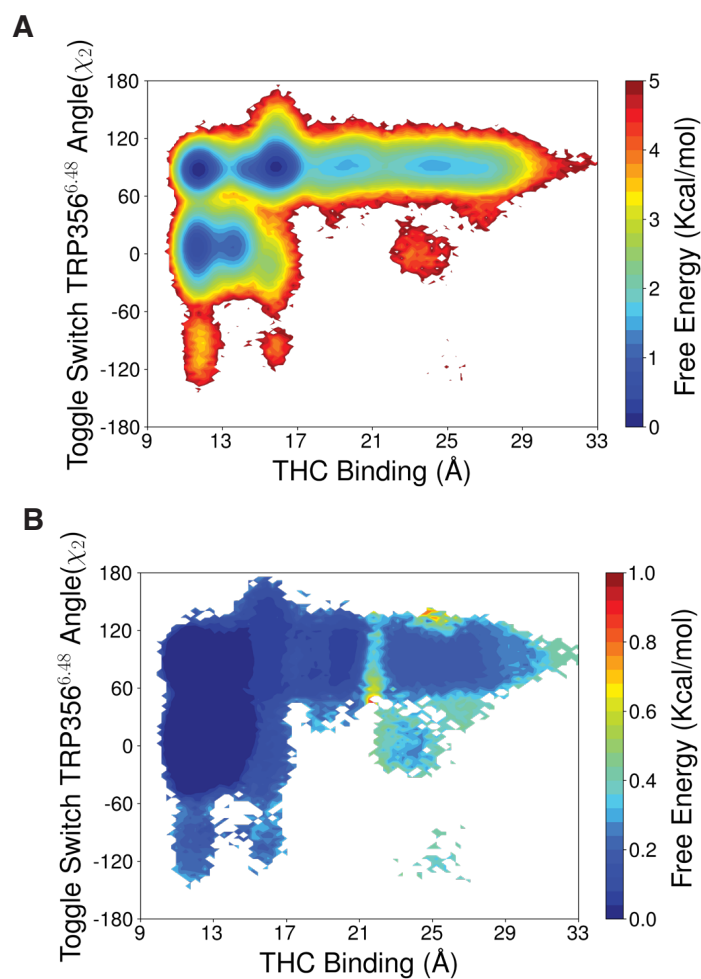 A
Toggle Switch TRP356^6.48 Angle(χ2)
180
120
60
0
-60
-120
-180
9 13 17 21 25 29 33
THC Binding (Å)
5
4
3
2
1
0
Free Energy (Kcal/mol)
B
Toggle Switch TRP356^6.48 Angle(χ2)
180
120
60
0
-60
-120
-180
9 13 17 21 25 29 33
THC Binding (Å)
1.0
0.8
0.6
0.4
0.2
0.0
Free Energy (Kcal/mol)